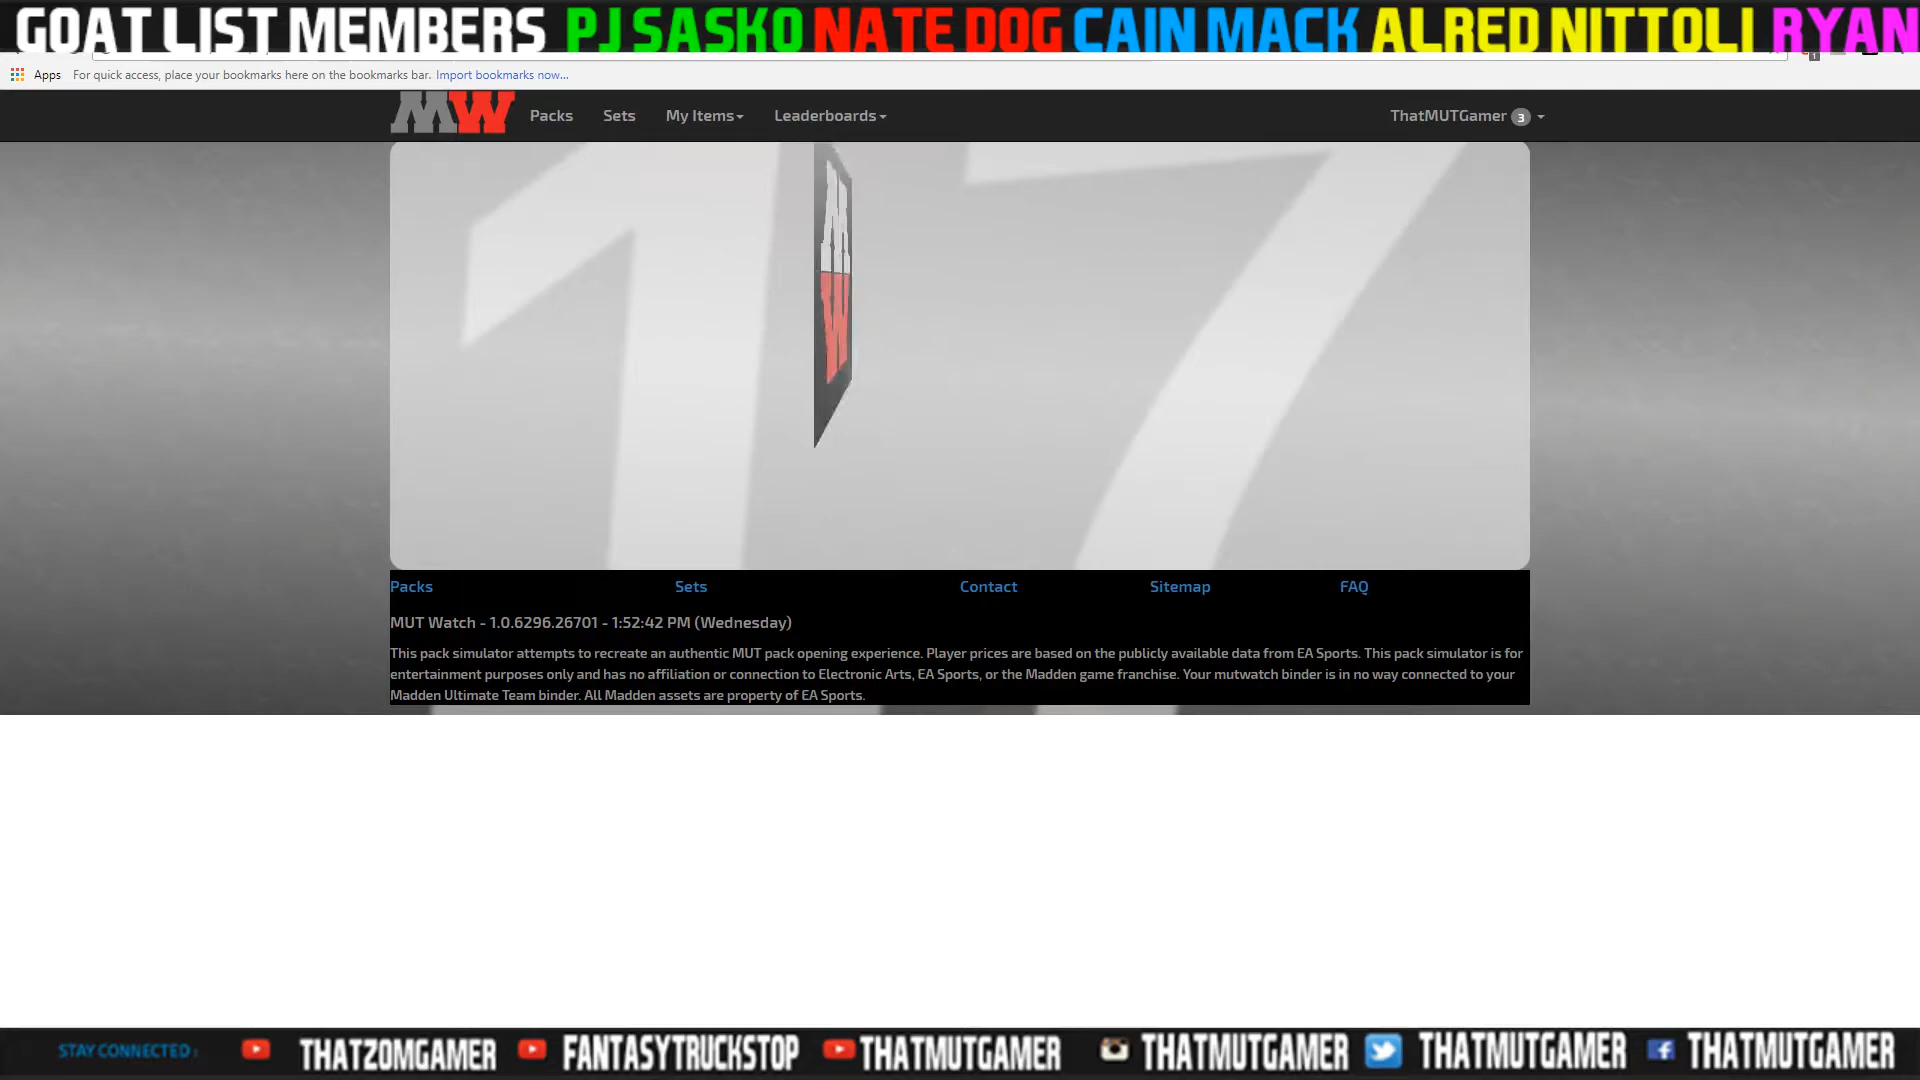 GOAT LIST MEMBERS PJ SASKO NATE DOG CAIN MACK ALRED NITTOLI RYAN
Apps For quick access, place your bookmarks here on the bookmarks bar. Import bookmarks now...
MW Packs Sets My Items Leaderboards ThatMUTGamer 3
17
MW
Packs Sets Contact Sitemap FAQ
MUT Watch - 1.0.6296.26701 - 1:52:42 PM (Wednesday)
This pack simulator attempts to recreate an authentic MUT pack opening experience. Player prices are based on the publicly available data from EA Sports. This pack simulator is for
entertainment purposes only and has no affiliation or connection to Electronic Arts, EA Sports, or the Madden game franchise. Your mutwatch binder is in no way connected to your
Madden Ultimate Team binder. All Madden assets are property of EA Sports.
STAY CONNECTED: THATZOMGAMER FANTASYTRUCKSTOP THATMUTGAMER THATMUTGAMER THATMUTGAMER THATMUTGAMER